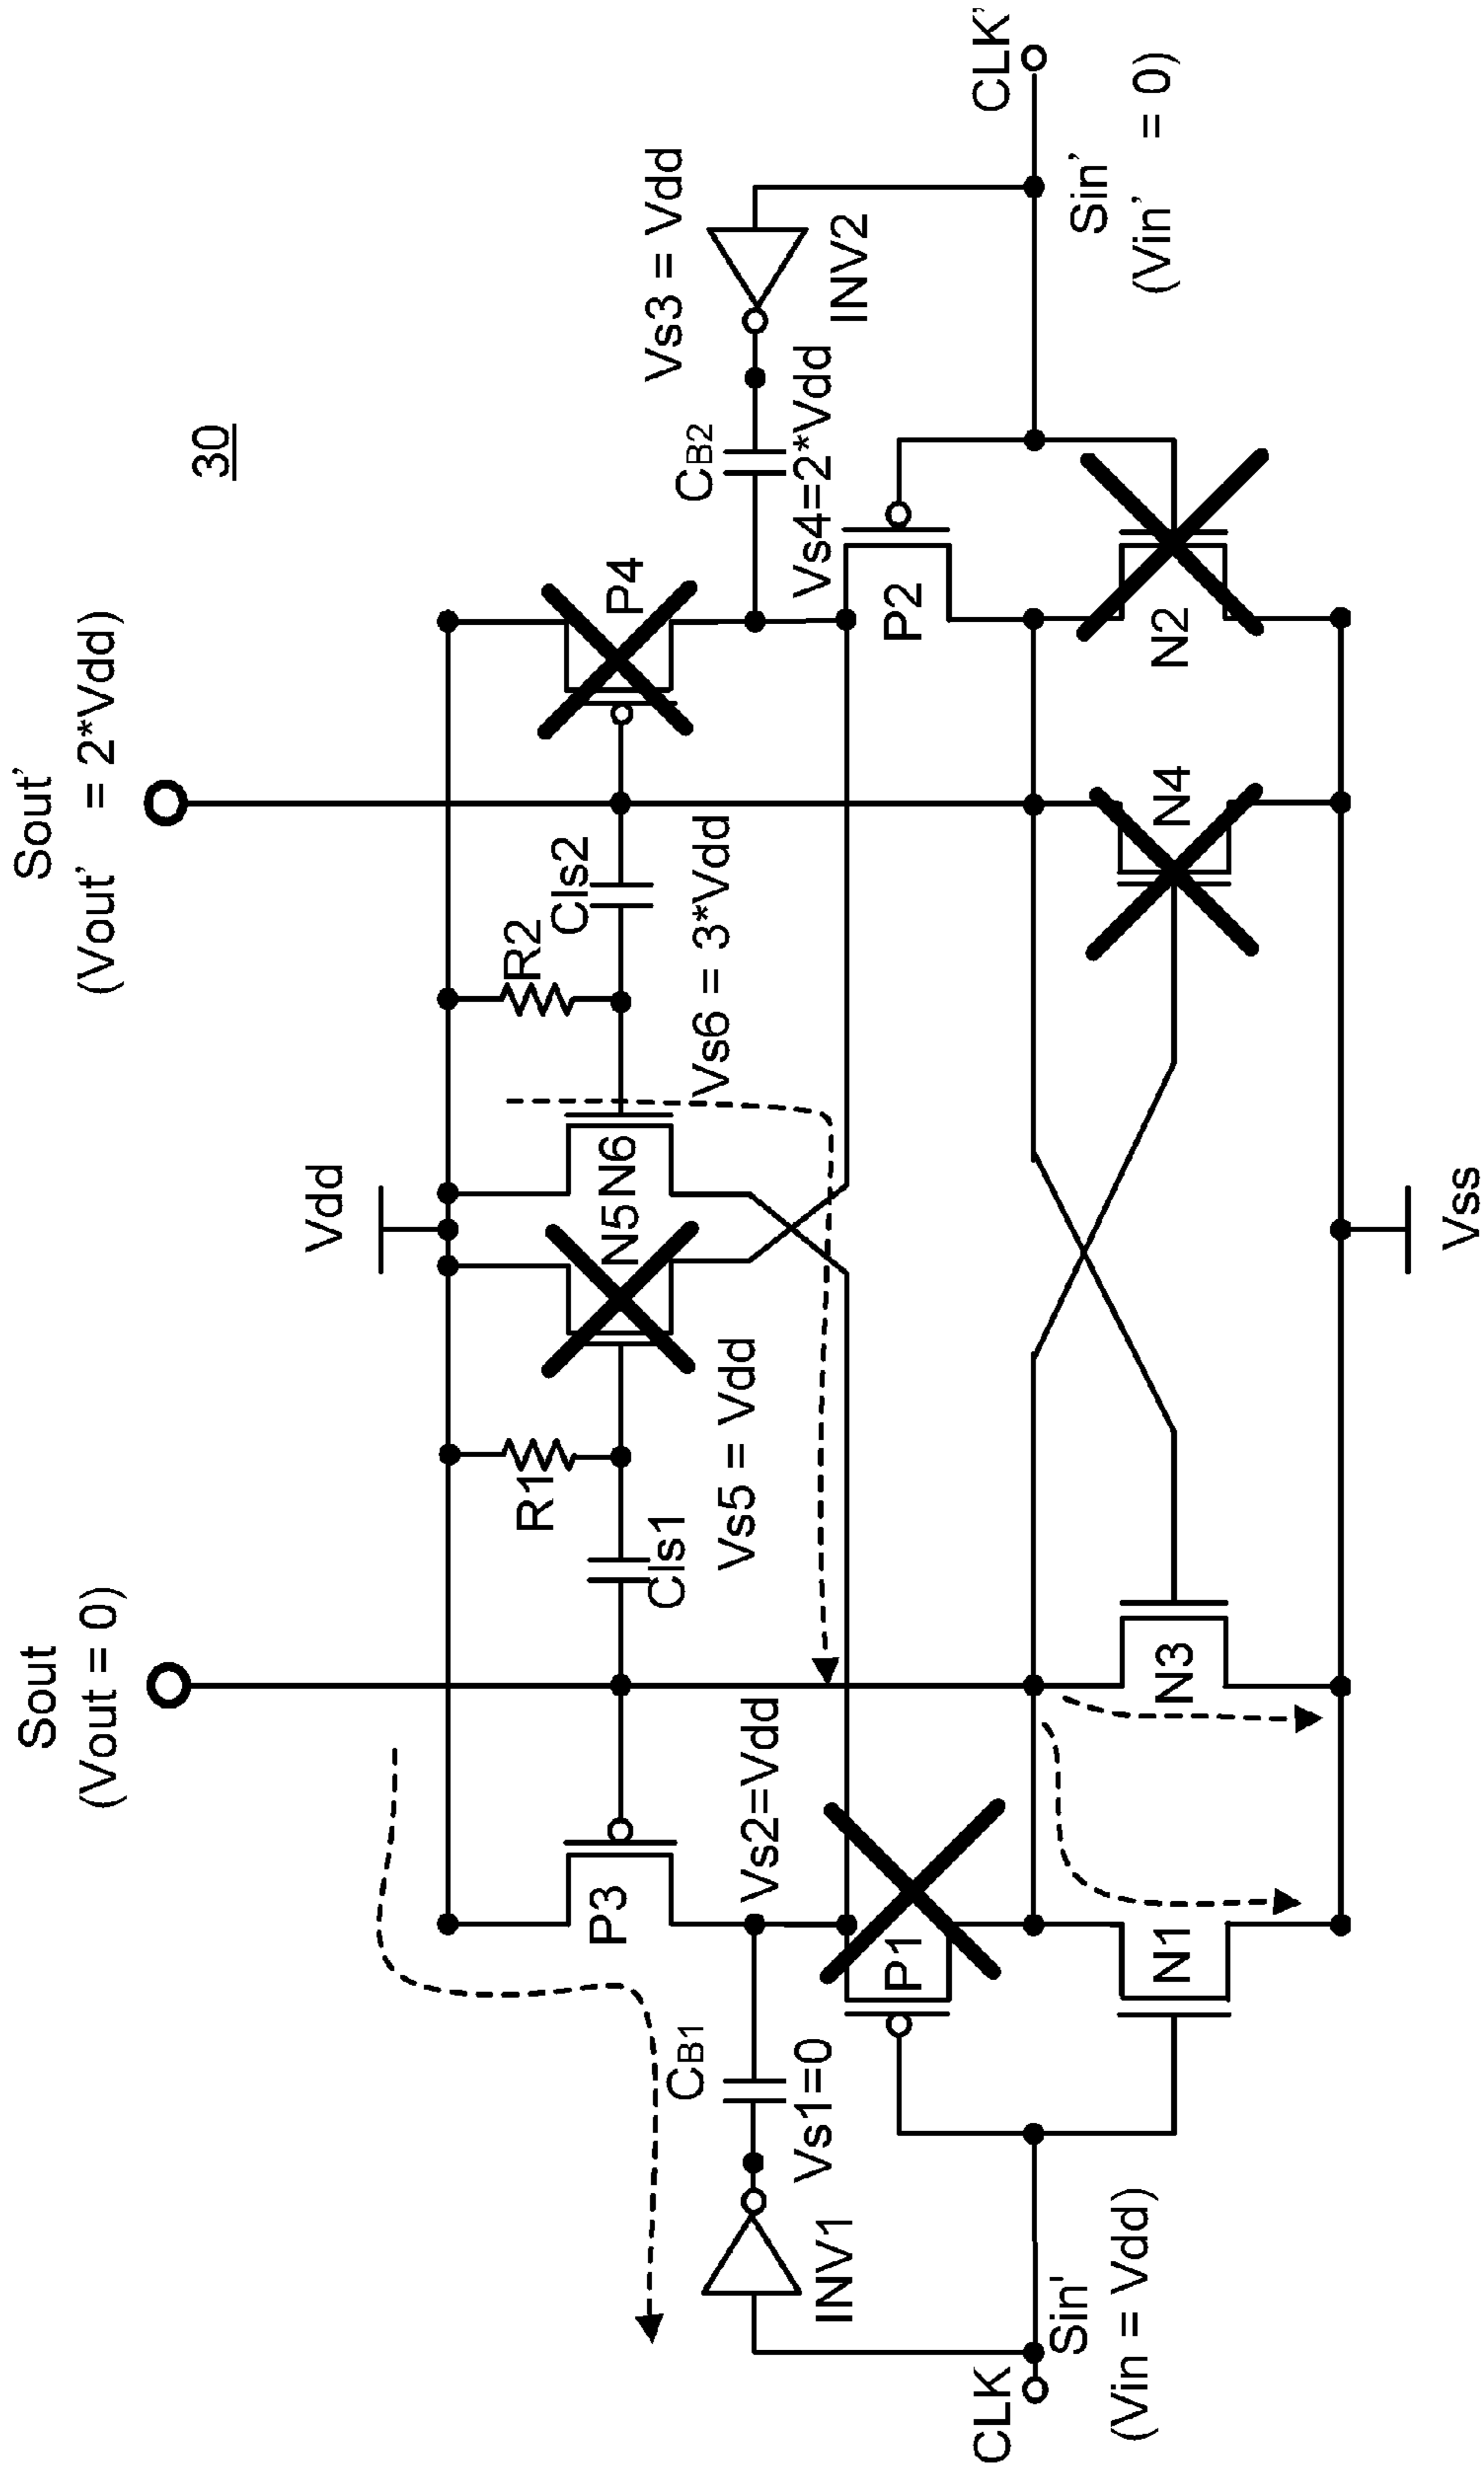 30
Sout
(Vout = 0)
Sout’
(Vout’ = 2*Vdd)
Vdd
P3
R1
N5
N6
R2
P4
Cls1
Vs5 = Vdd
Cls2
Vs6 = 3*Vdd
Vs3 = Vdd
CB1
Vs1=0
Vs2=Vdd
CB2
Vs4=2*Vdd
INV1
INV2
P1
P2
CLK
Sin'
(Vin = Vdd)
CLK’
Sin’
(Vin’ = 0)
N1
N3
N4
N2
Vss